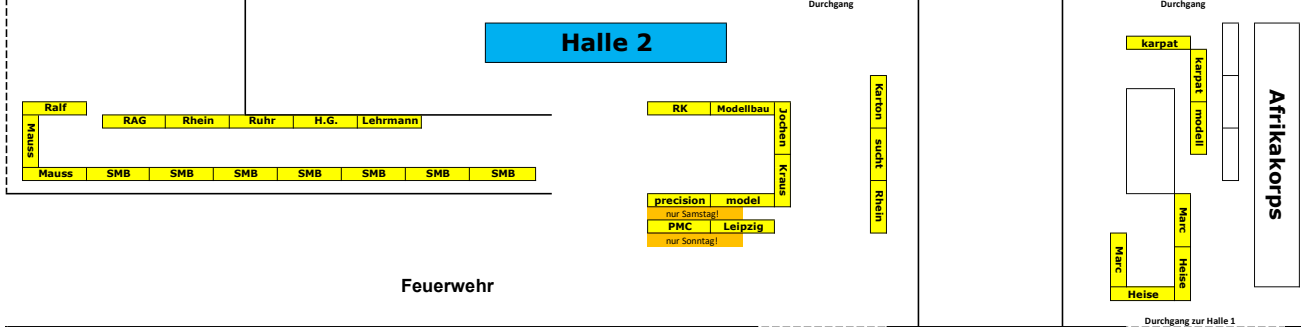 Durchgang
Durchgang
Halle 2
karpat
karpat
modell
Afrikakorps
Ralf
Mauss
Mauss
RAG
Rhein
Ruhr
H.G.
Lehrmann
SMB
SMB
SMB
SMB
SMB
SMB
SMB
RK
Modellbau
Jochen
Kraus
precision
model
nur Samstag!
PMC
Leipzig
nur Sonntag!
Karton
sucht
Rhein
Marc
Heise
Marc
Heise
Feuerwehr
Durchgang zur Halle 1